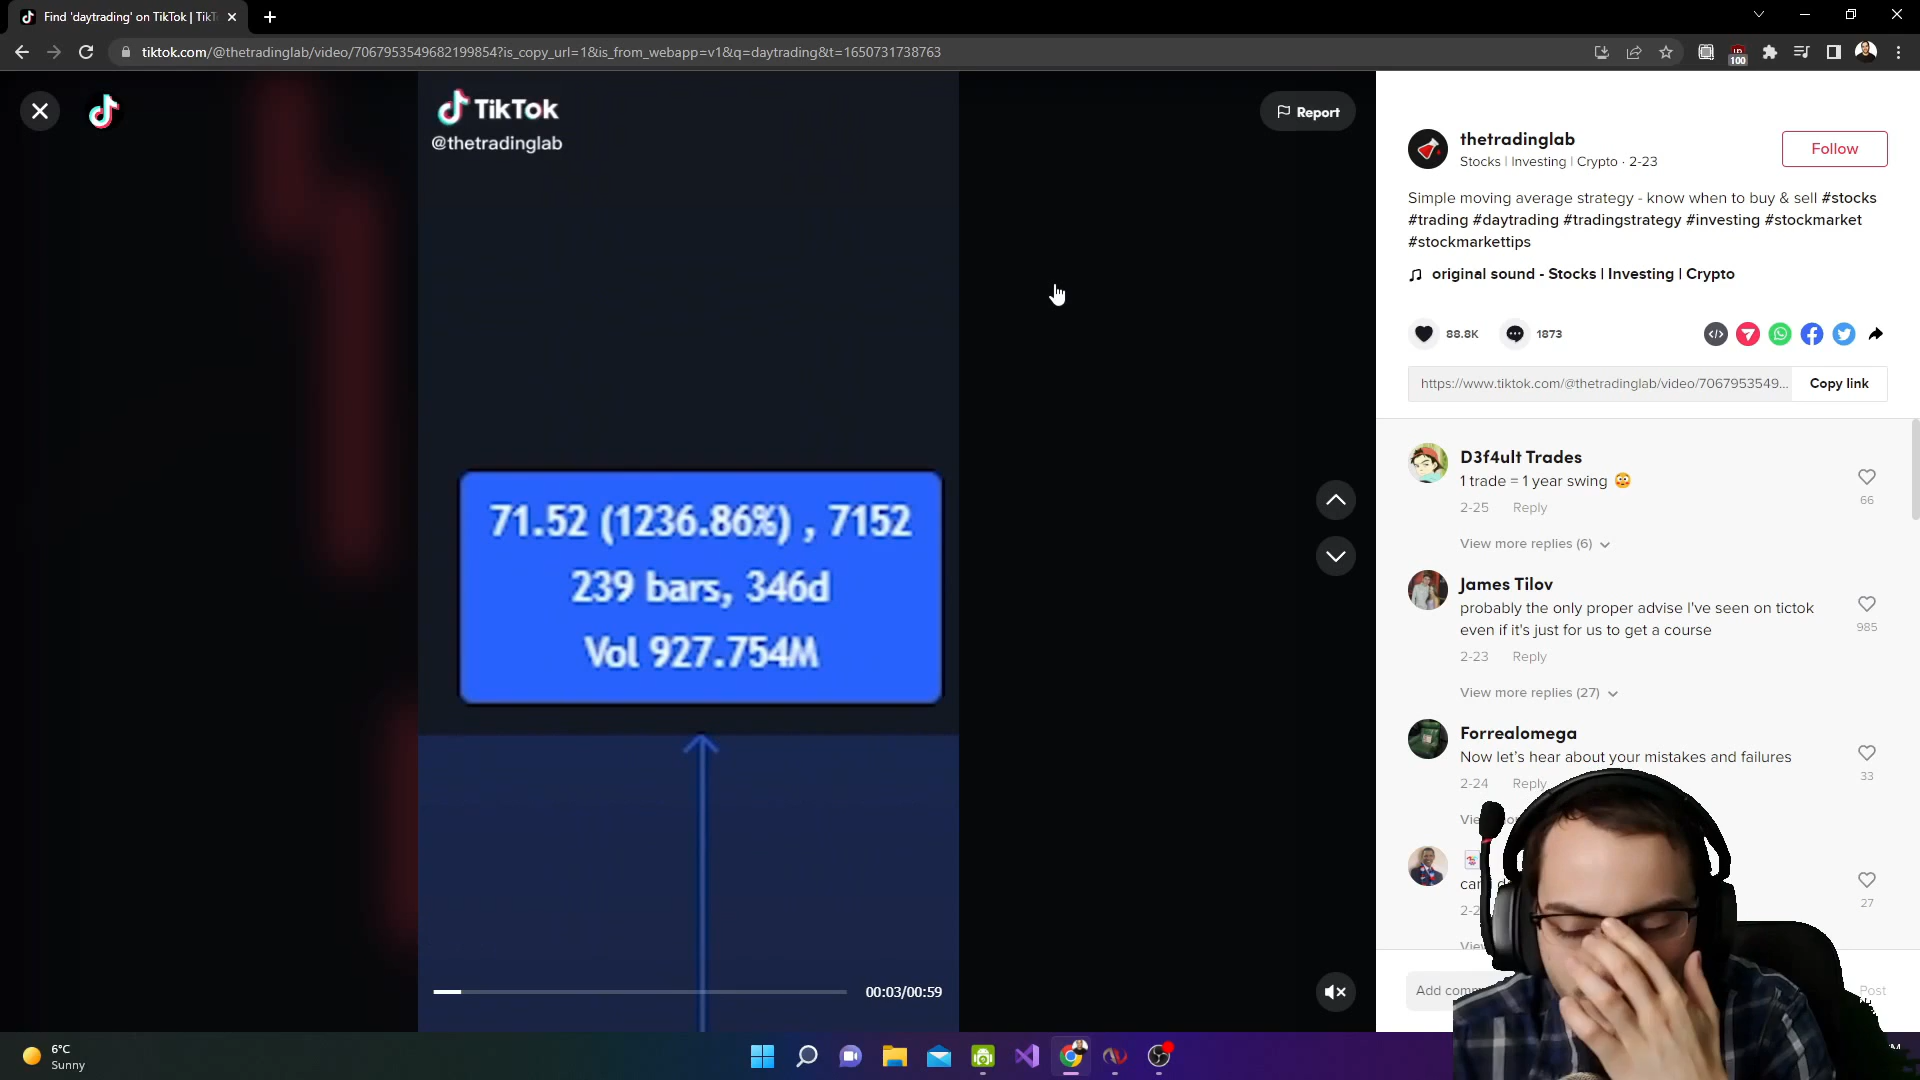 Find 'daytrading' on TikTok | TikT
tiktok.com/@thetradinglab/video/7067953549682199854?is_copy_url=1&is_from_webapp=v1&q=daytrading&t=1650731738763
100
TikTok
@thetradinglab
Report
71.52 (1236.86%) , 7152
239 bars, 346d
Vol 927.754M
00:03/00:59
thetradinglab
Stocks | Investing | Crypto · 2-23
Follow
Simple moving average strategy - know when to buy & sell #stocks
#trading #daytrading #tradingstrategy #investing #stockmarket
#stockmarkettips
original sound - Stocks | Investing | Crypto
88.8K
1873
https://www.tiktok.com/@thetradinglab/video/7067953549...
Copy link
D3f4ult Trades
1 trade = 1 year swing 😳
66
2-25 Reply
View more replies (6)
James Tilov
probably the only proper advise I've seen on tictok
even if it's just for us to get a course
985
2-23 Reply
View more replies (27)
Forrealomega
Now let's hear about your mistakes and failures
33
2-24 Reply
27
Add com
Post
6°C
Sunny